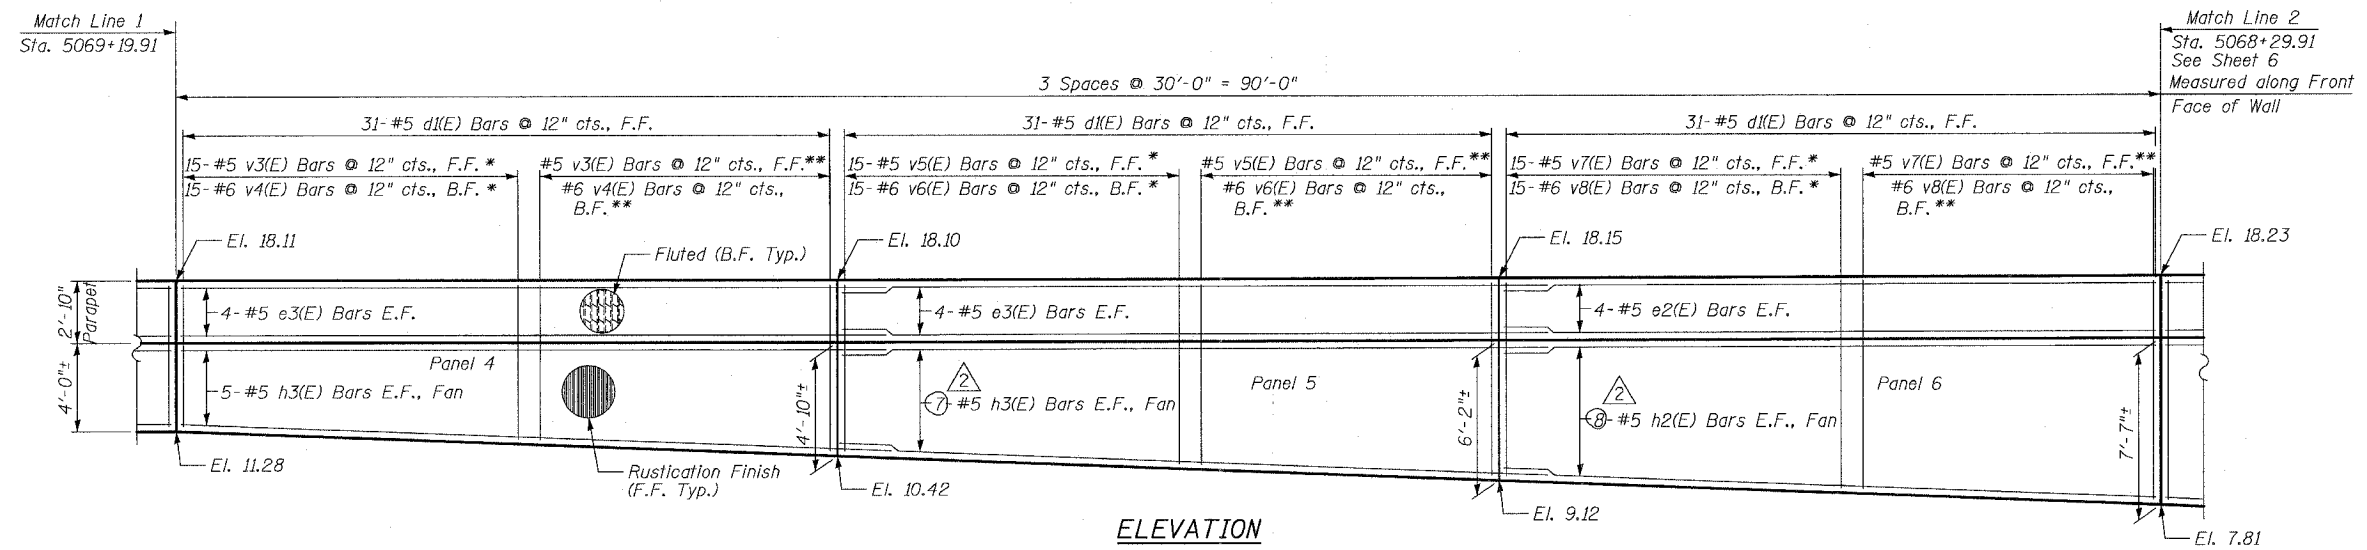 Match Line 1
Sta. 5069+19.91
Match Line 2
Sta. 5068+29.91
See Sheet 6
Measured along Front
Face of Wall
3 Spaces @ 30'-0" = 90'-0"
31-#5 d1(E) Bars @ 12" cts., F.F.
31-#5 d1(E) Bars @ 12" cts., F.F.
31-#5 d1(E) Bars @ 12" cts., F.F.
15-#5 v3(E) Bars @ 12" cts., F.F. *
15-#6 v4(E) Bars @ 12" cts., B.F. *
#5 v3(E) Bars @ 12" cts., F.F.**
#6 v4(E) Bars @ 12" cts.,
B.F.**
15-#5 v5(E) Bars @ 12" cts., F.F.*
15-#6 v6(E) Bars @ 12" cts., B.F.*
#5 v5(E) Bars @ 12" cts., F.F.**
#6 v6(E) Bars @ 12" cts.,
B.F.**
15-#5 v7(E) Bars @ 12" cts., F.F.*
15-#6 v8(E) Bars @ 12" cts., B.F.*
#5 v7(E) Bars @ 12" cts., F.F.**
#6 v8(E) Bars @ 12" cts.,
B.F.**
El. 18.11
Fluted (B.F. Typ.)
El. 18.10
El. 18.15
El. 18.23
2'-10"
Parapet
4-#5 e3(E) Bars E.F.
4-#5 e3(E) Bars E.F.
4-#5 e2(E) Bars E.F.
4'-0"±
Panel 4
5-#5 h3(E) Bars E.F., Fan
4'-10"±
2
7-#5 h3(E) Bars E.F., Fan
Panel 5
6'-2"±
2
8-#5 h2(E) Bars E.F., Fan
Panel 6
7'-7"±
El. 11.28
Rustication Finish
(F.F. Typ.)
El. 10.42
El. 9.12
El. 7.81
ELEVATION